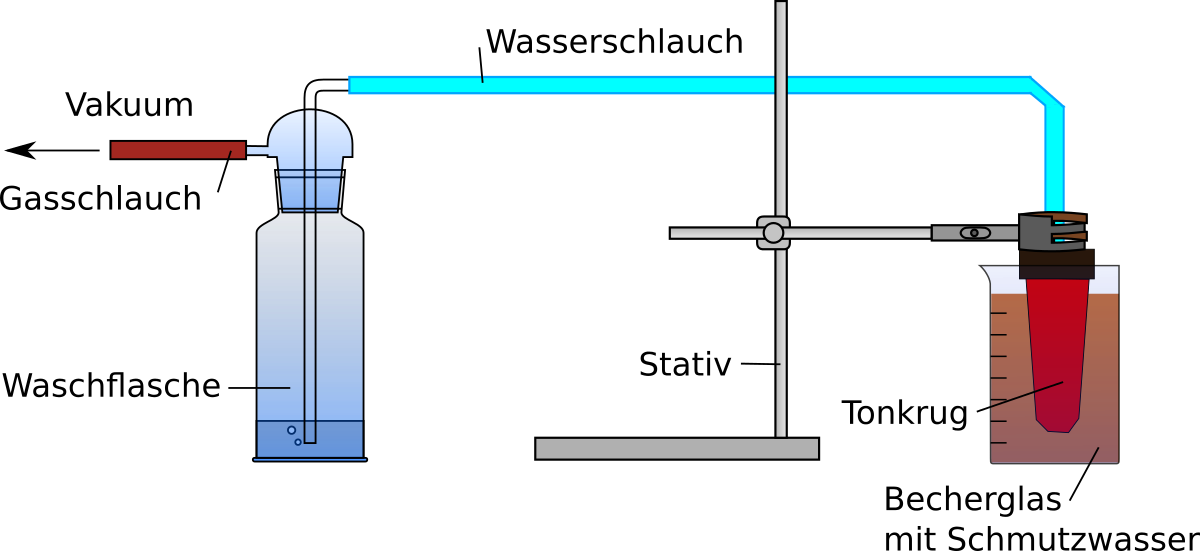 Wasserschlauch
Vakuum
Gasschlauch
Waschflasche
Stativ
Tonkrug
Becherglas
mit Schmutzwasser